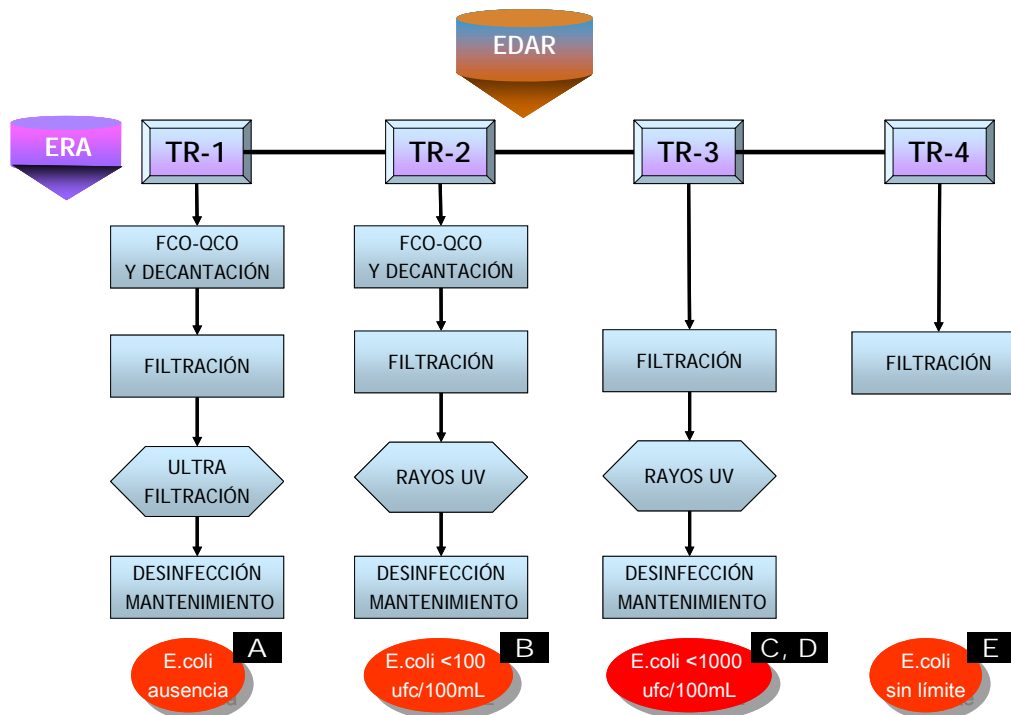 EDAR
ERA
TR-1
TR-2
TR-3
TR-4
FCO-QCO
Y DECANTACIÓN
FCO-QCO
Y DECANTACIÓN
FILTRACIÓN
FILTRACIÓN
FILTRACIÓN
FILTRACIÓN
ULTRA
FILTRACIÓN
RAYOS UV
RAYOS UV
DESINFECCIÓN
MANTENIMIENTO
DESINFECCIÓN
MANTENIMIENTO
DESINFECCIÓN
MANTENIMIENTO
A
E.coli
ausencia
B
E.coli <100
ufc/100mL
C, D
E.coli <1000
ufc/100mL
E
E.coli
sin límite